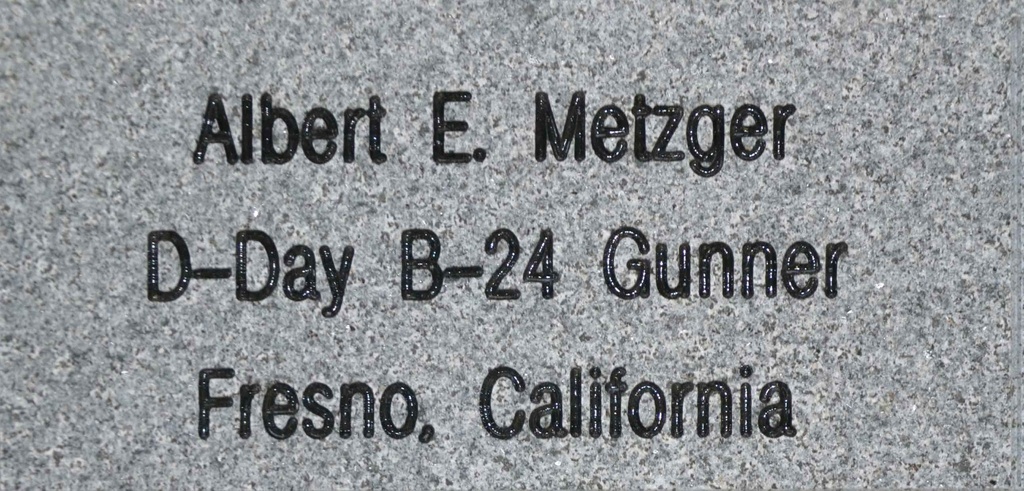 Albert E. Metzger
D-Day B-24 Gunner
Fresno, California